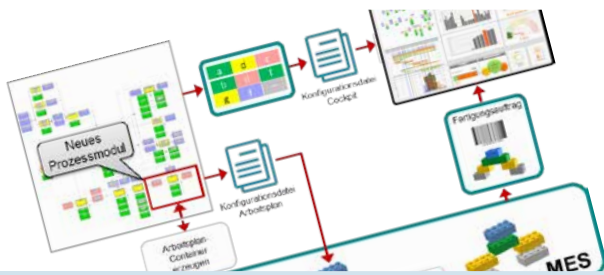 a d
b
g f
Konfigurationsdatei
Cockpit
Fertigungsauftrag
Neues
Prozessmodul
Konfigurationsdatei
Arbeitsplan
Arbeitsplan-
Container
erzeugen
MES